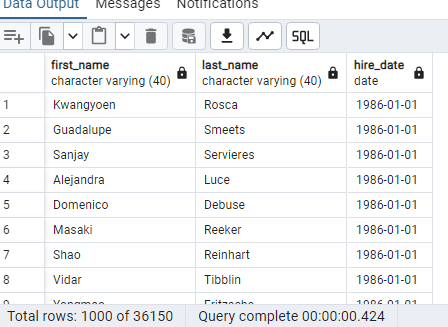 Data Output Messages Notifications
SQL
first_name last_name hire_date
character varying (40) character varying (40) date
1 Kwangyoen Rosca 1986-01-01
2 Guadalupe Smeets 1986-01-01
3 Sanjay Servieres 1986-01-01
4 Alejandra Luce 1986-01-01
5 Domenico Debuse 1986-01-01
6 Masaki Reeker 1986-01-01
7 Shao Reinhart 1986-01-01
8 Vidar Tibblin 1986-01-01
9 1986-01-01
Total rows: 1000 of 36150 Query complete 00:00:00.424